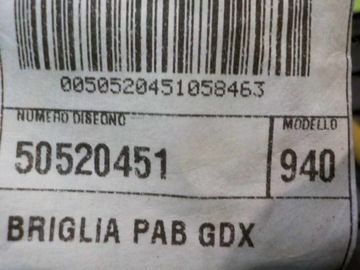 0050520451058463
NUMERO DISEGNO MODELLO
50520451 940
BRIGLIA PAB GDX